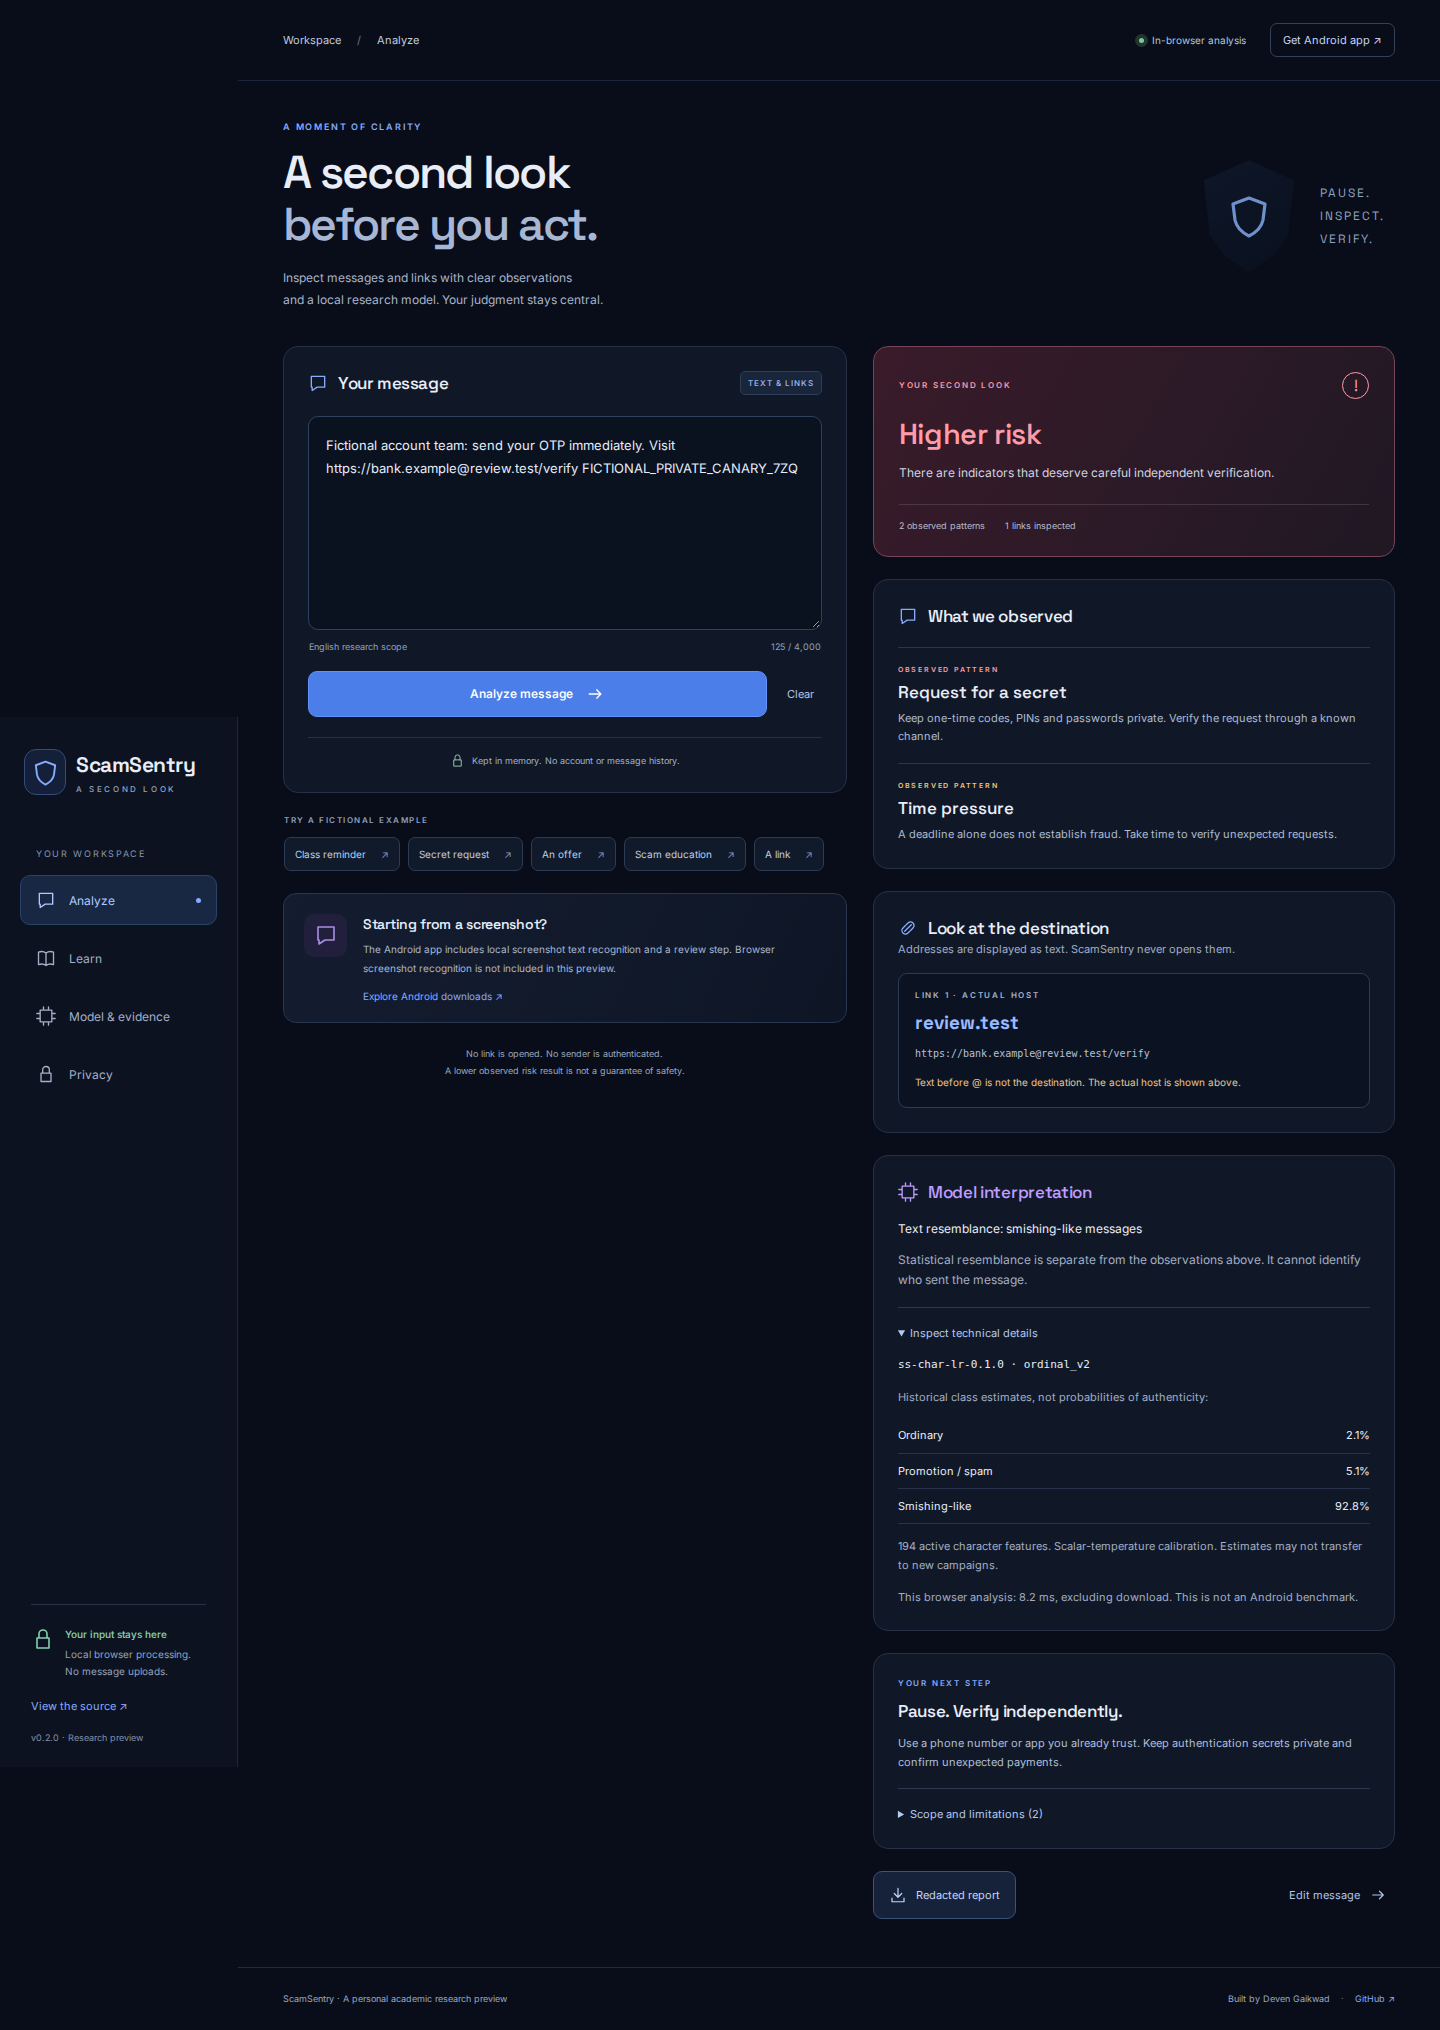 Workspace / Analyze
In-browser analysis
Get Android app ↗
A MOMENT OF CLARITY
A second look
before you act.
Inspect messages and links with clear observations
and a local research model. Your judgment stays central.
PAUSE.
INSPECT.
VERIFY.
ScamSentry
A SECOND LOOK
YOUR WORKSPACE
Analyze
Learn
Model & evidence
Privacy
Your input stays here
Local browser processing.
No message uploads.
View the source ↗
v0.2.0 · Research preview
Your message
TEXT & LINKS
Fictional account team: send your OTP immediately. Visit
https://bank.example@review.test/verify FICTIONAL_PRIVATE_CANARY_7ZQ
English research scope
125 / 4,000
Analyze message →
Clear
Kept in memory. No account or message history.
TRY A FICTIONAL EXAMPLE
Class reminder ↗
Secret request ↗
An offer ↗
Scam education ↗
A link ↗
Starting from a screenshot?
The Android app includes local screenshot text recognition and a review step. Browser
screenshot recognition is not included in this preview.
Explore Android downloads ↗
No link is opened. No sender is authenticated.
A lower observed risk result is not a guarantee of safety.
YOUR SECOND LOOK
!
Higher risk
There are indicators that deserve careful independent verification.
2 observed patterns
1 links inspected
What we observed
OBSERVED PATTERN
Request for a secret
Keep one-time codes, PINs and passwords private. Verify the request through a known
channel.
OBSERVED PATTERN
Time pressure
A deadline alone does not establish fraud. Take time to verify unexpected requests.
Look at the destination
Addresses are displayed as text. ScamSentry never opens them.
LINK 1 · ACTUAL HOST
review.test
https://bank.example@review.test/verify
Text before @ is not the destination. The actual host is shown above.
Model interpretation
Text resemblance: smishing-like messages
Statistical resemblance is separate from the observations above. It cannot identify
who sent the message.
▼ Inspect technical details
ss-char-lr-0.1.0 · ordinal_v2
Historical class estimates, not probabilities of authenticity:
Ordinary 2.1%
Promotion / spam 5.1%
Smishing-like 92.8%
194 active character features. Scalar-temperature calibration. Estimates may not transfer
to new campaigns.
This browser analysis: 8.2 ms, excluding download. This is not an Android benchmark.
YOUR NEXT STEP
Pause. Verify independently.
Use a phone number or app you already trust. Keep authentication secrets private and
confirm unexpected payments.
▶ Scope and limitations (2)
Redacted report
Edit message →
ScamSentry · A personal academic research preview
Built by Deven Gaikwad · GitHub ↗